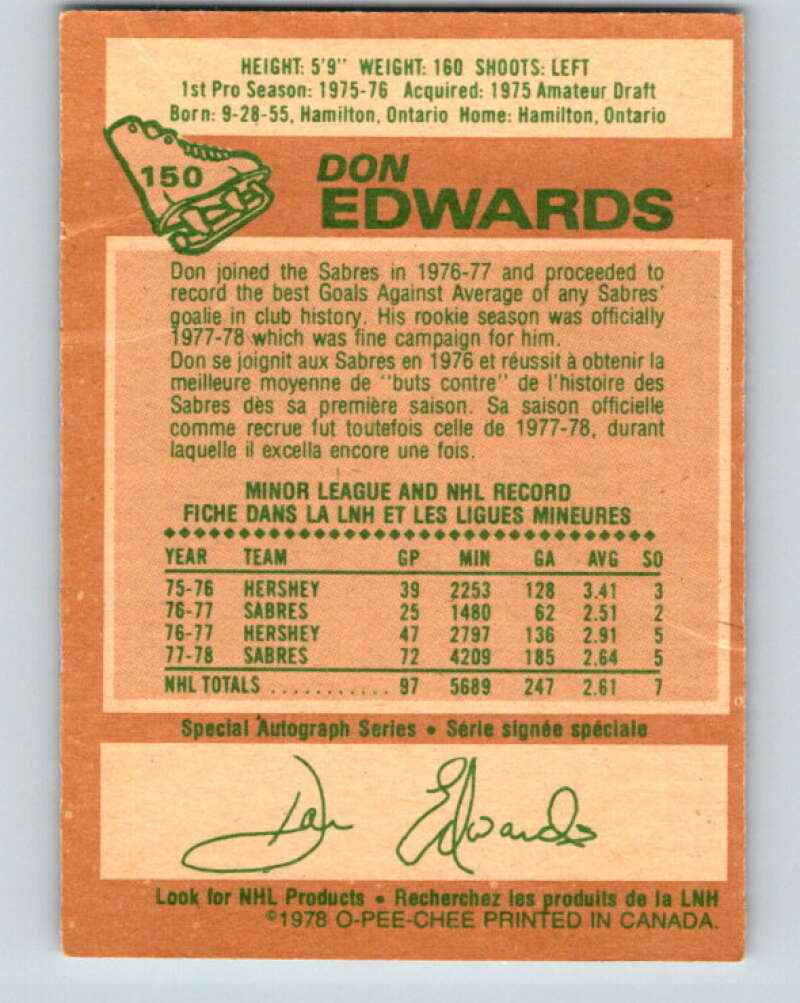 HEIGHT: 5'9" WEIGHT: 160 SHOOTS: LEFT
1st Pro Season: 1975-76 Acquired: 1975 Amateur Draft
Born: 9-28-55, Hamilton, Ontario Home: Hamilton, Ontario
150
DON
EDWARDS
Don joined the Sabres in 1976-77 and proceeded to
record the best Goals Against Average of any Sabres'
goalie in club history. His rookie season was officially
1977-78 which was fine campaign for him.
Don se joignit aux Sabres en 1976 et réussit à obtenir la
meilleure moyenne de "buts contre" de l'histoire des
Sabres dès sa première saison. Sa saison officielle
comme recrue fut toutefois celle de 1977-78, durant
laquelle il excella encore une fois.
MINOR LEAGUE AND NHL RECORD
FICHE DANS LA LNH ET LES LIGUES MINEURES
YEAR TEAM GP MIN GA AVG SO
75-76 HERSHEY 39 2253 128 3.41 3
76-77 SABRES 25 1480 62 2.51 2
76-77 HERSHEY 47 2797 136 2.91 5
77-78 SABRES 72 4209 185 2.64 5
NHL TOTALS ........... 97 5689 247 2.61 7
Special Autograph Series • Série signée spéciale
Don Edwards
Look for NHL Products • Recherchez les produits de la LNH
©1978 O-PEE-CHEE PRINTED IN CANADA.